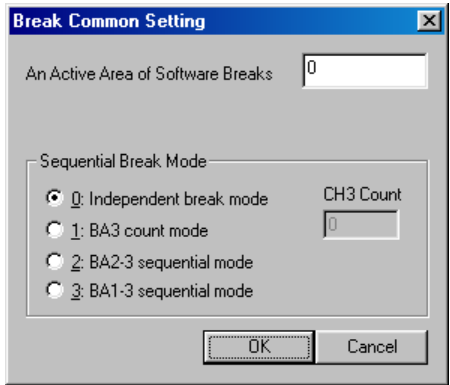 Break Common Setting
An Active Area of Software Breaks 0
Sequential Break Mode
0: Independent break mode
CH3 Count
1: BA3 count mode
0
2: BA2-3 sequential mode
3: BA1-3 sequential mode
OK Cancel